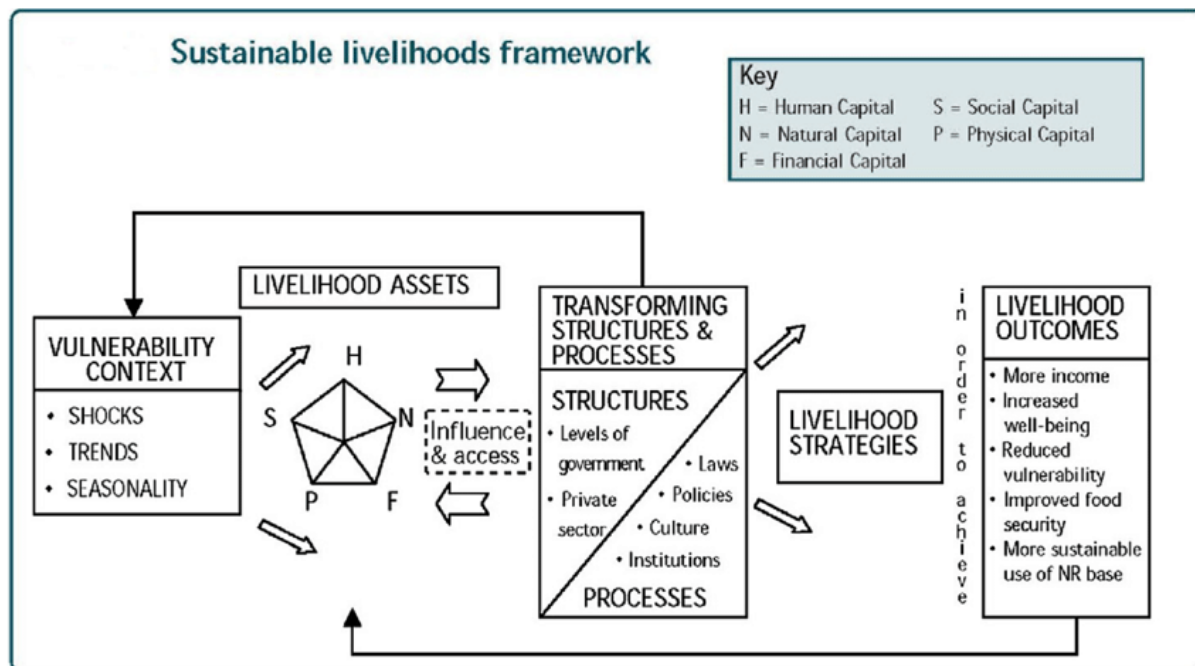 Sustainable livelihoods framework
Key
H = Human Capital S = Social Capital
N = Natural Capital P = Physical Capital
F = Financial Capital
LIVELIHOOD ASSETS
VULNERABILITY
CONTEXT
• SHOCKS
• TRENDS
• SEASONALITY
H
S
N
P
F
Influence
& access
TRANSFORMING
STRUCTURES &
PROCESSES
STRUCTURES
• Levels of
government
• Private
sector
• Laws
• Policies
• Culture
• Institutions
PROCESSES
LIVELIHOOD
STRATEGIES
in order to achieve
LIVELIHOOD
OUTCOMES
• More income
• Increased
well-being
• Reduced
vulnerability
• Improved food
security
• More sustainable
use of NR base